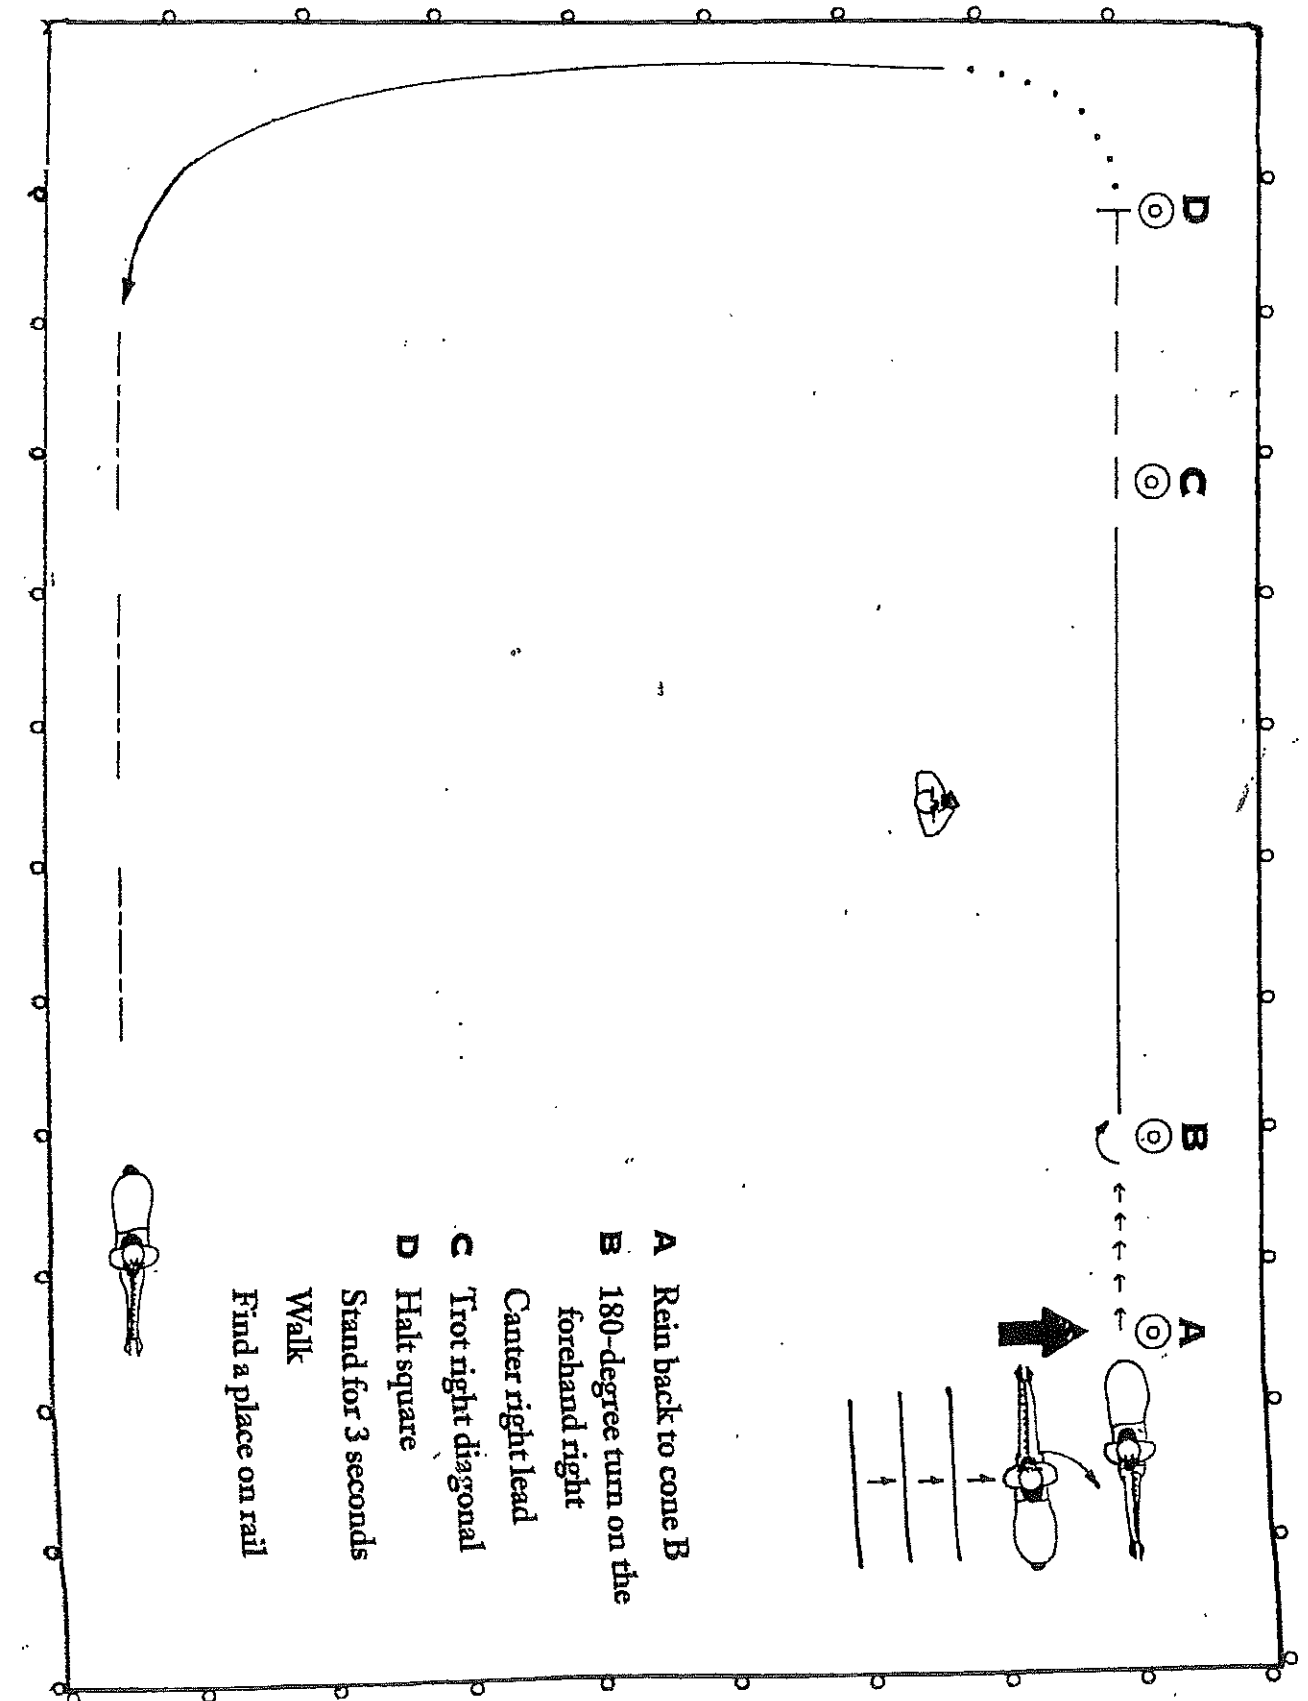 D
C
B
A
A Rein back to cone B
B 180-degree turn on the
forehand right
Canter right lead
C Trot right diagonal
D Halt square
Stand for 3 seconds
Walk
Find a place on rail